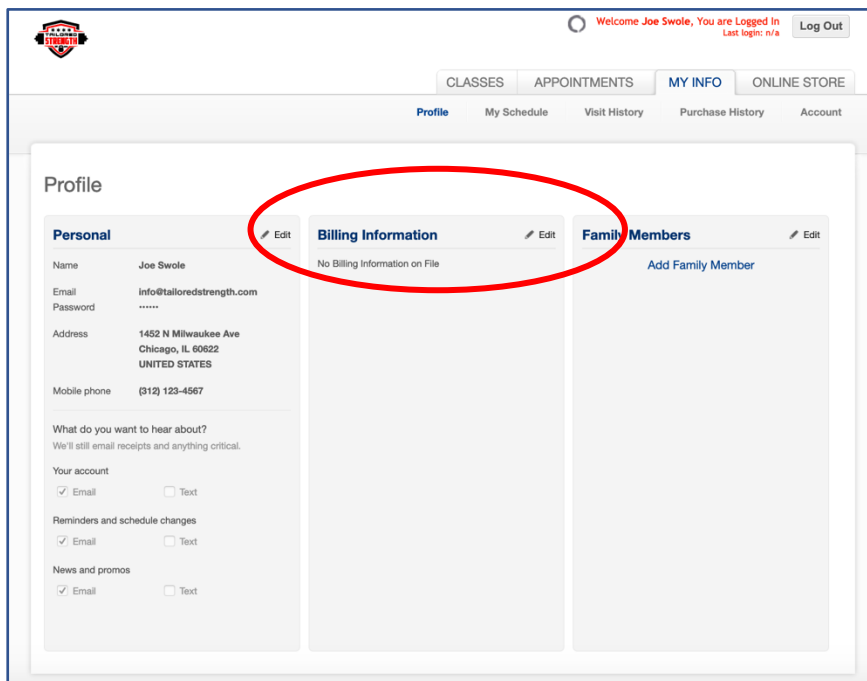 TAILORED
STRENGTH
Welcome Joe Swole, You are Logged In
Last login: n/a
Log Out
CLASSES APPOINTMENTS MY INFO ONLINE STORE
Profile My Schedule Visit History Purchase History Account
Profile
Personal Edit
Name Joe Swole
Email info@tailoredstrength.com
Password ······
Address 1452 N Milwaukee Ave
Chicago, IL 60622
UNITED STATES
Mobile phone (312) 123-4567
What do you want to hear about?
We'll still email receipts and anything critical.
Your account
Email Text
Reminders and schedule changes
Email Text
News and promos
Email Text
Billing Information Edit
No Billing Information on File
Family Members Edit
Add Family Member